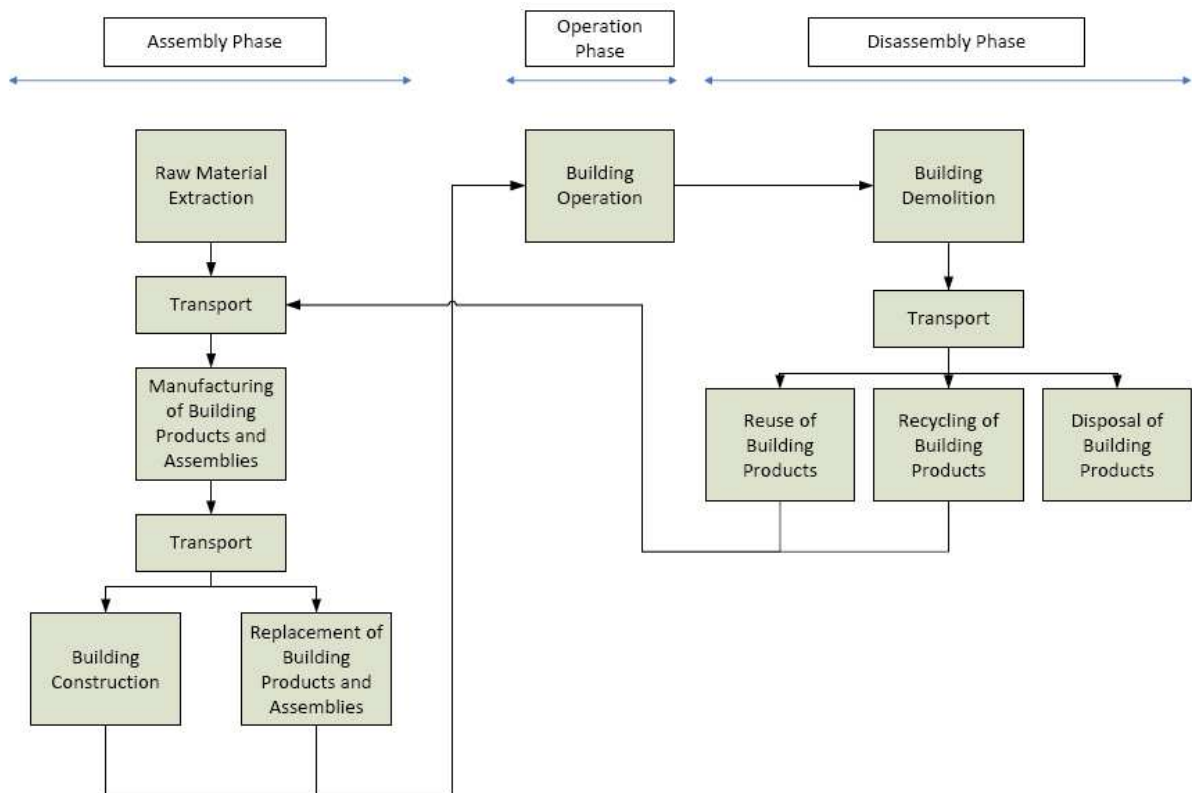 Assembly Phase
Operation
Phase
Disassembly Phase
Raw Material
Extraction
Transport
Manufacturing
of Building
Products and
Assemblies
Transport
Building
Construction
Replacement of
Building
Products and
Assemblies
Building
Operation
Building
Demolition
Transport
Reuse of
Building
Products
Recycling of
Building
Products
Disposal of
Building
Products